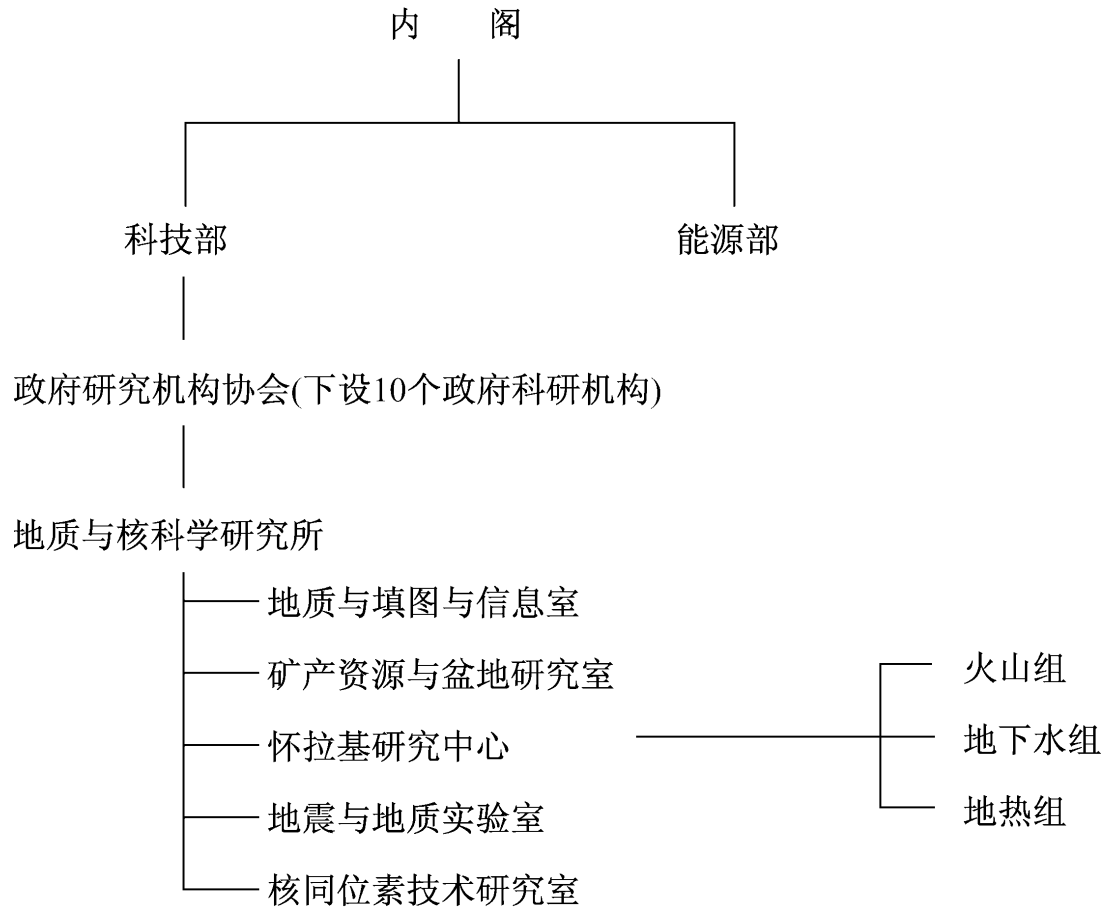 内 阁
科技部 能源部
政府研究机构协会(下设10个政府科研机构)
地质与核科学研究所
地质与填图与信息室
矿产资源与盆地研究室
怀拉基研究中心
地震与地质实验室
核同位素技术研究室
火山组
地下水组
地热组